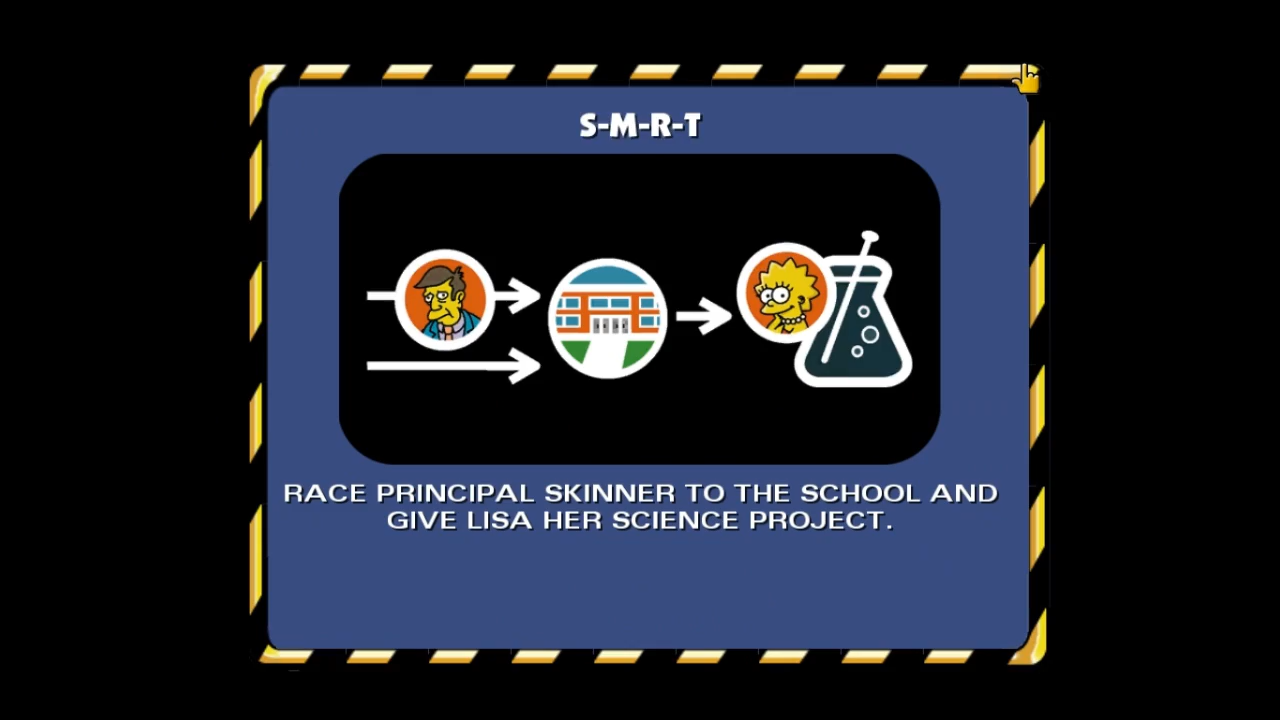 S-M-R-T
RACE PRINCIPAL SKINNER TO THE SCHOOL AND
GIVE LISA HER SCIENCE PROJECT.